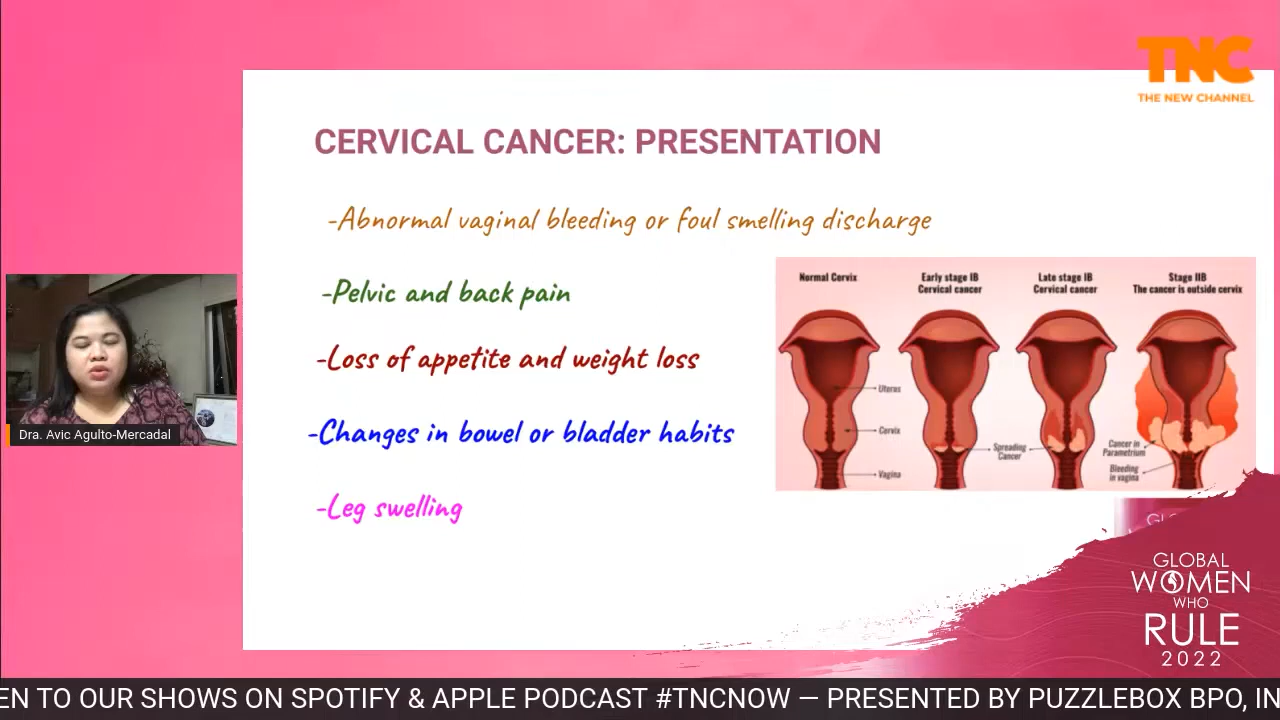 TNC
THE NEW CHANNEL
CERVICAL CANCER: PRESENTATION
-Abnormal vaginal bleeding or foul smelling discharge
-Pelvic and back pain
-Loss of appetite and weight loss
-Changes in bowel or bladder habits
-Leg swelling
Normal Cervix
Early stage IB
Cervical cancer
Late stage IB
Cervical cancer
Stage IIB
The cancer is outside cervix
Uterus
Cervix
Vagina
Spreading
Cancer
Cancer in
Parametrium
Bleeding
in vagina
Dra. Avic Agulto-Mercadal
GLOBAL
WOMEN
WHO
RULE
2022
EN TO OUR SHOWS ON SPOTIFY & APPLE PODCAST #TNCNOW — PRESENTED BY PUZZLEBOX BPO, IN